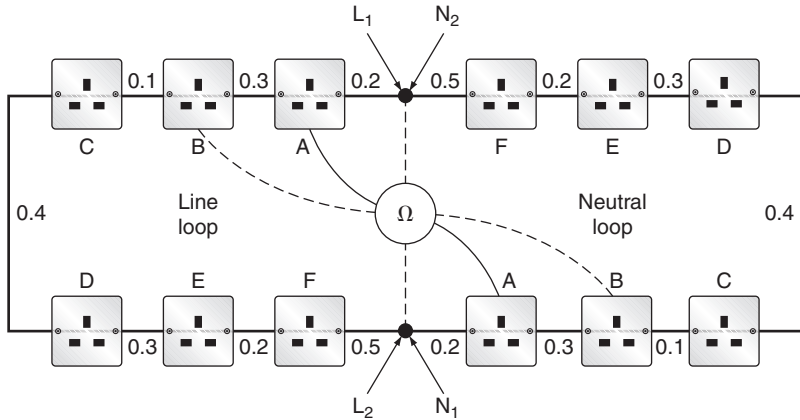 L₁ N₂
0.1 0.3 0.2 0.5 0.2 0.3
C B A F E D
0.4 Line loop Ω Neutral loop 0.4
D E F A B C
0.3 0.2 0.5 0.2 0.3 0.1
L₂ N₁